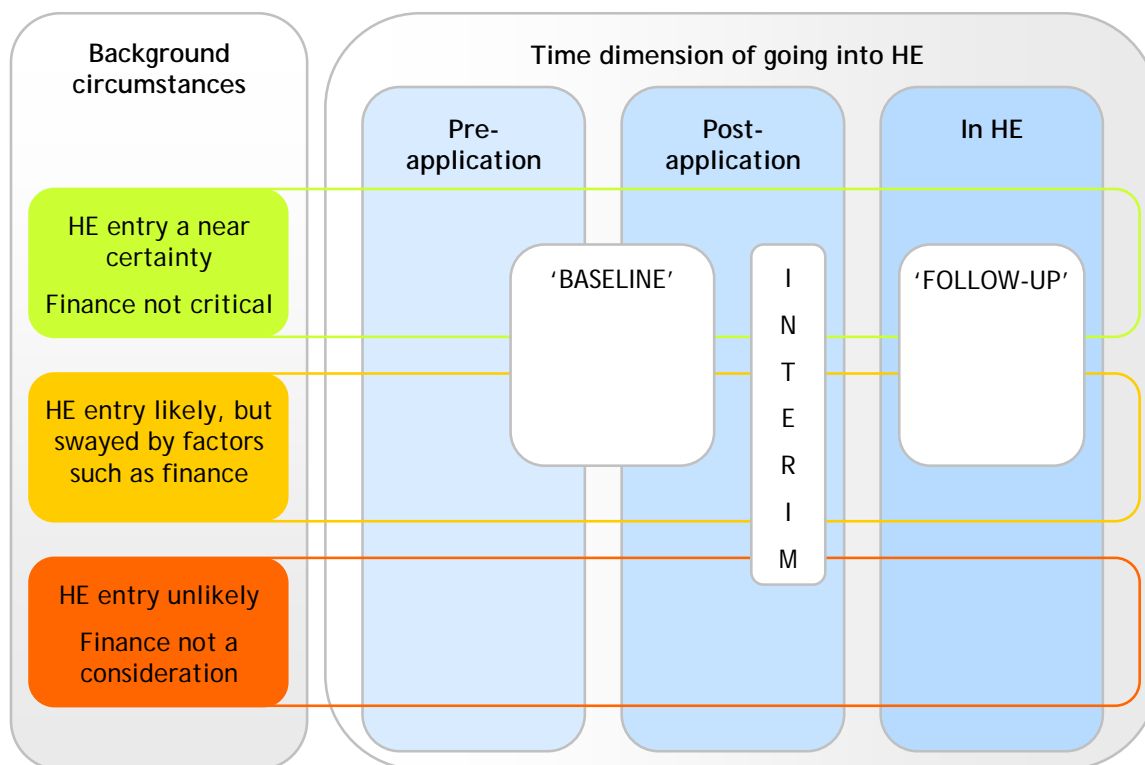 Background
circumstances
Time dimension of going into HE
Pre-
application
Post-
application
In HE
HE entry a near
certainty
Finance not critical
HE entry likely, but
swayed by factors
such as finance
HE entry unlikely
Finance not a
consideration
‘BASELINE’
I
N
T
E
R
I
M
‘FOLLOW-UP’